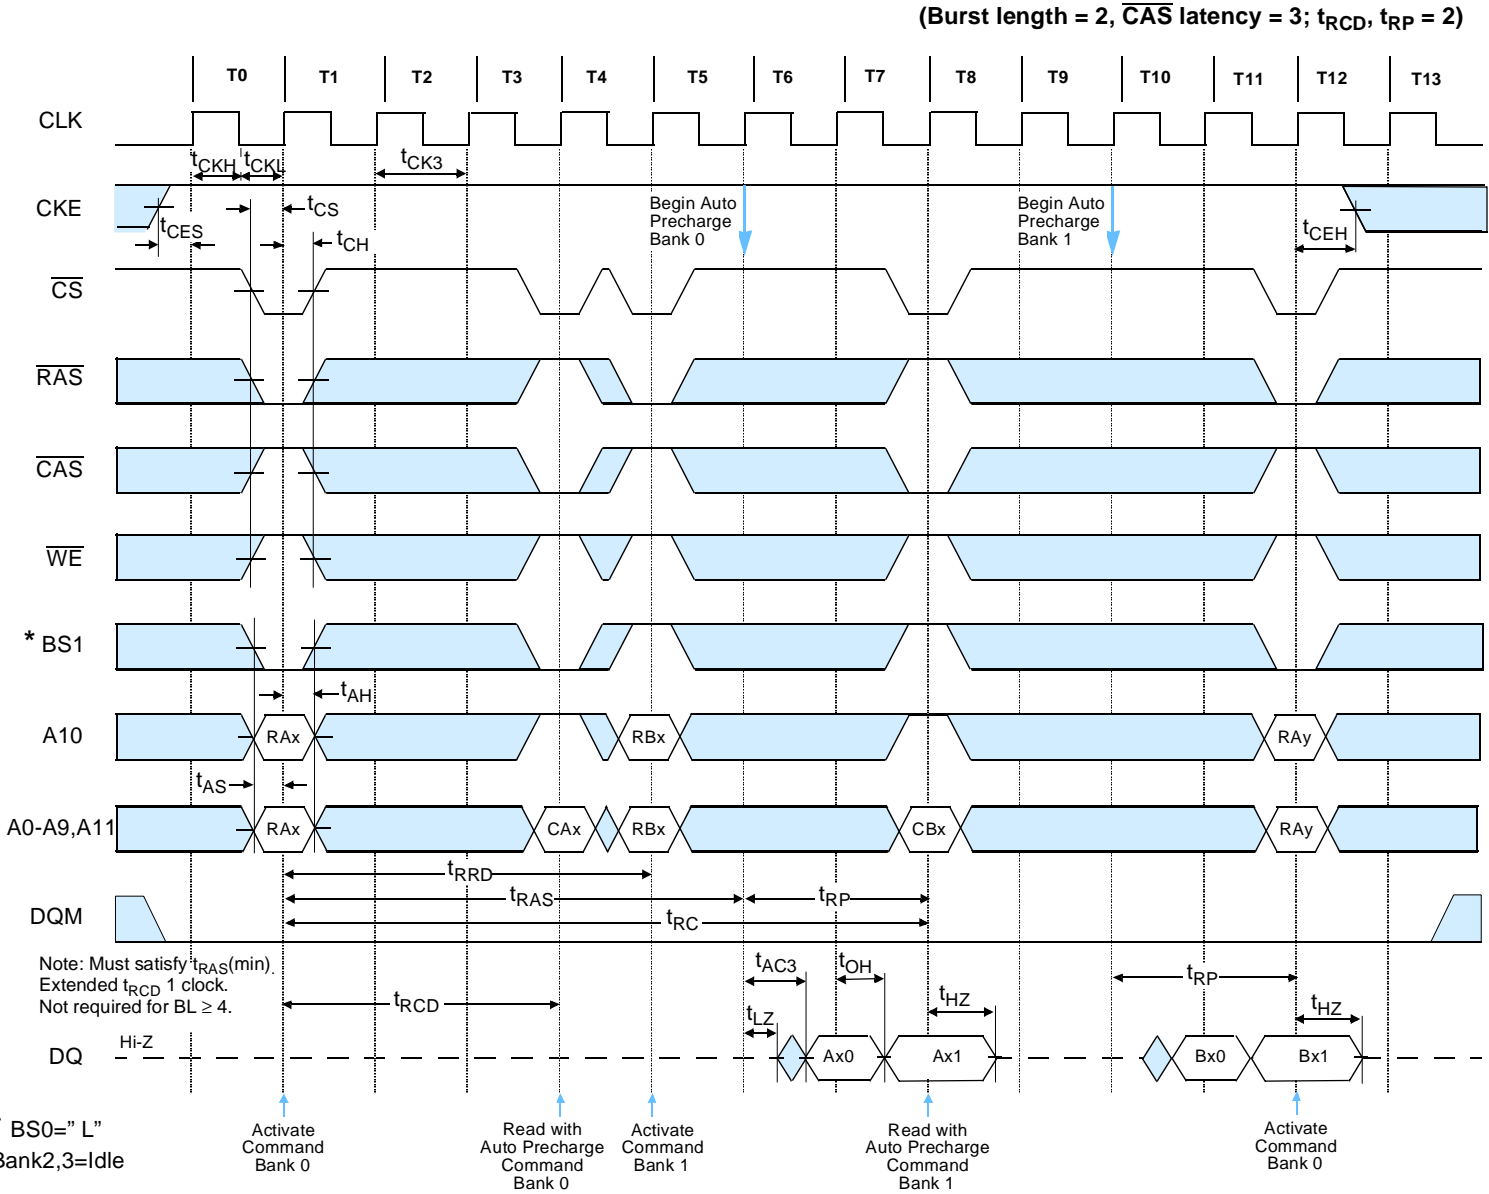 (Burst length = 2, CAS latency = 3; tRCD, tRP = 2)
T0 T1 T2 T3 T4 T5 T6 T7 T8 T9 T10 T11 T12 T13
CLK
tCKH tCKL tCK3
CKE
tCES
tCS
tCH
Begin Auto
Precharge
Bank 0
Begin Auto
Precharge
Bank 1
tCEH
CS
RAS
CAS
WE
* BS1
tAH
A10
RAx RBx RAy
tAS
A0-A9,A11
RAx CAx RBx CBx RAy
tRRD
tRAS tRP
tRC
DQM
Note: Must satisfy tRAS(min).
Extended tRCD 1 clock.
Not required for BL ≥ 4.
tRCD
tAC3 tOH
tLZ
tHZ
tRP
tHZ
Hi-Z
DQ
Ax0 Ax1 Bx0 Bx1
Activate
Command
Bank 0
Read with
Auto Precharge
Command
Bank 0
Activate
Command
Bank 1
Read with
Auto Precharge
Command
Bank 1
Activate
Command
Bank 0
BS0=” L”
Bank2,3=Idle